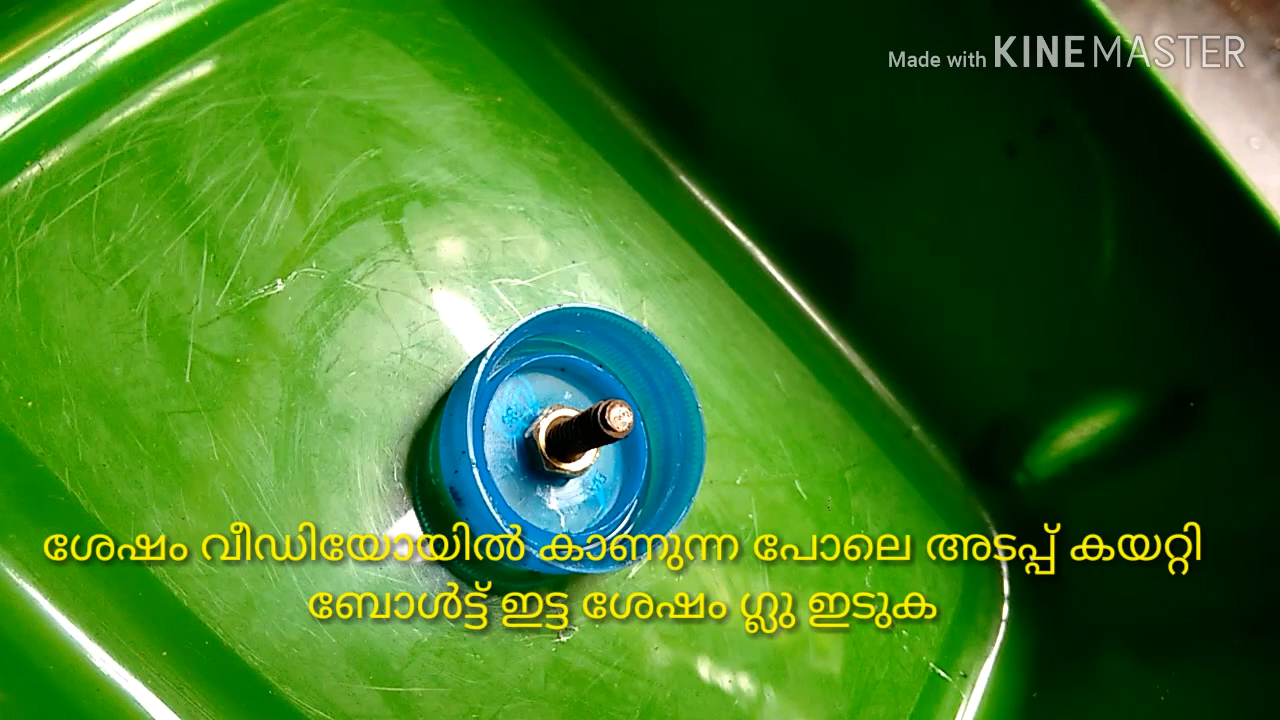 Made with KINEMASTER
ശേഷം വീഡിയോയിൽ കാണുന്ന പോലെ അടപ്പ് കയറ്റി
ബോൾട്ട് ഇട്ട ശേഷം ഗ്ലു ഇടുക